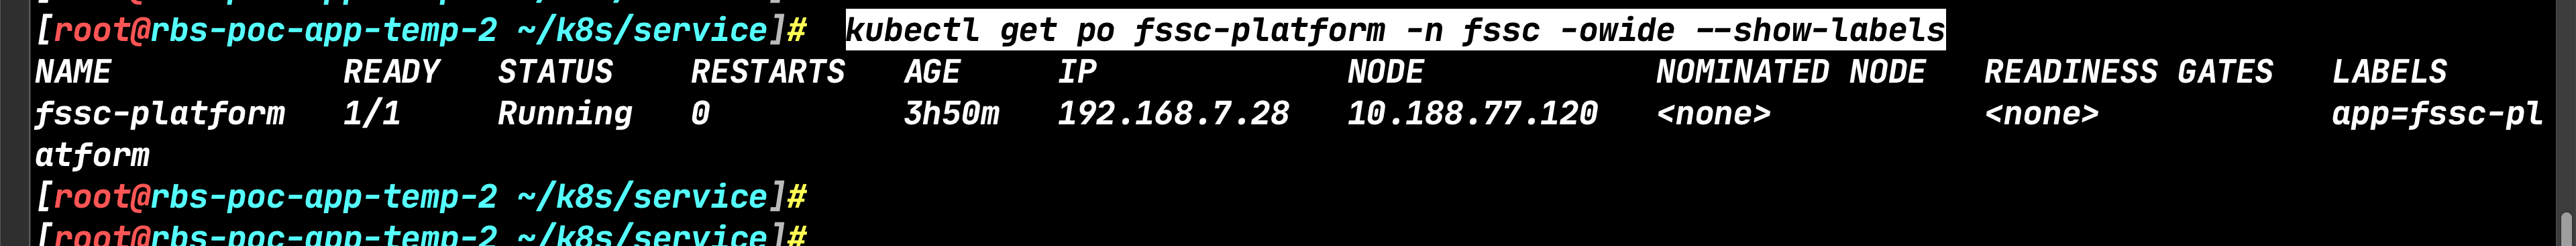 [root@rbs-poc-app-temp-2 ~/k8s/service]# kubectl get po fssc-platform -n fssc -owide --show-labels
NAME READY STATUS RESTARTS AGE IP NODE NOMINATED NODE READINESS GATES LABELS
fssc-platform 1/1 Running 0 3h50m 192.168.7.28 10.188.77.120 <none> <none> app=fssc-pl
atform
[root@rbs-poc-app-temp-2 ~/k8s/service]#
[root@rbs-poc-app-temp-2 ~/k8s/service]#